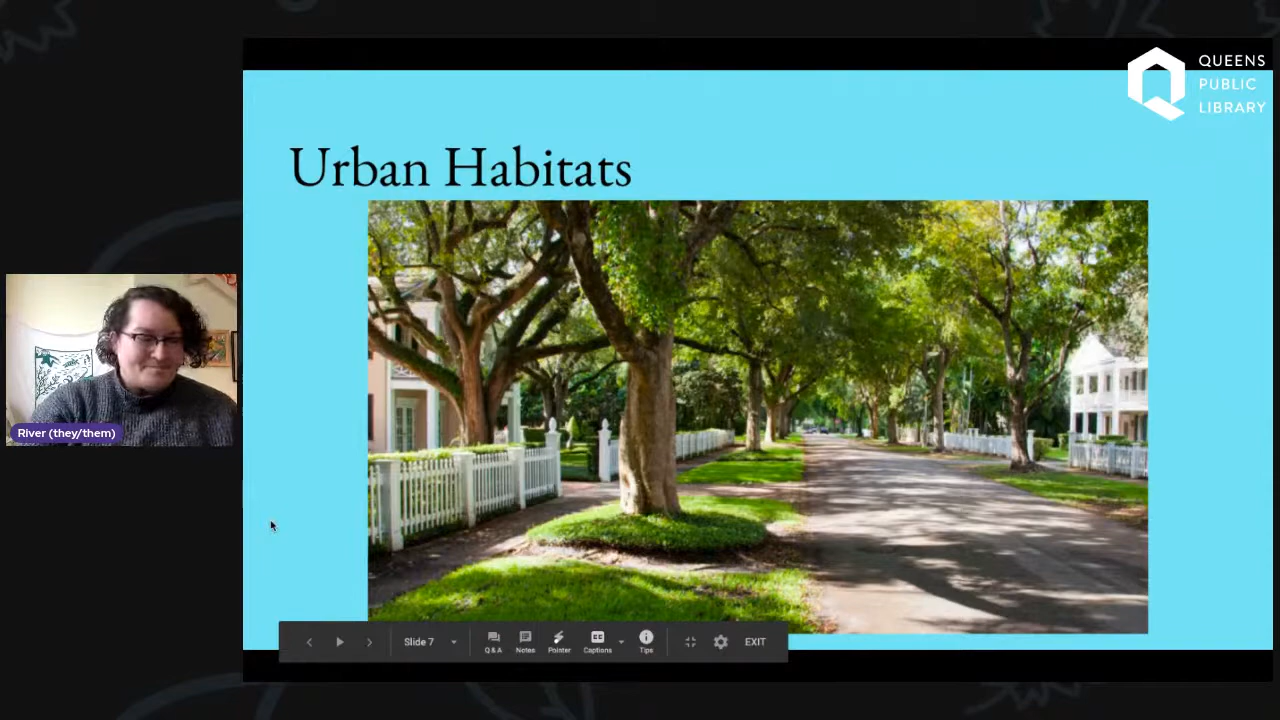 QUEENS
PUBLIC
LIBRARY
Urban Habitats
River (they/them)
Slide 7
Q & A
Notes
Pointer
Captions
Tips
EXIT